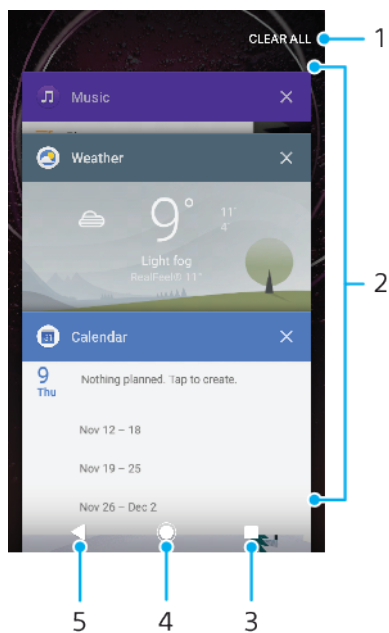 CLEAR ALL
1
Music
Weather
9°
11°
4°
Light fog
RealFeel® 11°
2
Calendar
9
Thu
Nothing planned. Tap to create.
Nov 12 – 18
Nov 19 – 25
Nov 26 – Dec 2
5
4
3